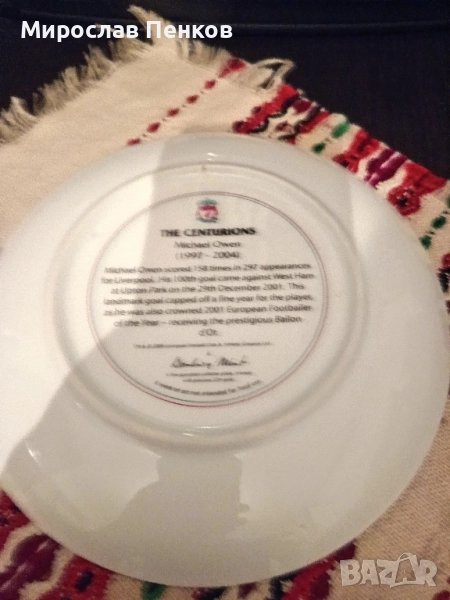 Мирослав Пенков
THE CENTURIONS
Michael Owen
(1997 - 2004)
Michael Owen scored 158 times in 297 appearances
for Liverpool. His 100th goal came against West Ham
at Upton Park on the 29th December 2001. This
landmark goal capped off a fine year for the player,
as he was also crowned 2001 European Footballer
of the Year – receiving the prestigious Ballon
d'Or.
BAZAR